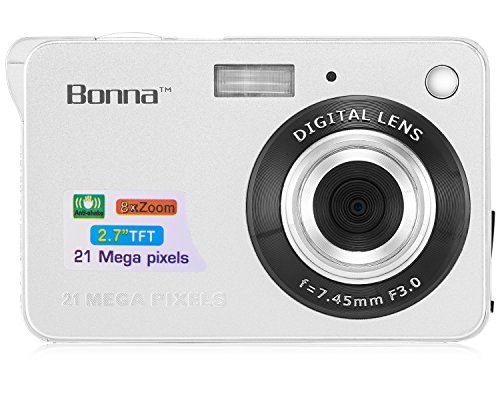 Bonna™
DIGITAL LENS
f=7.45mm F3.0
Anti-shake
8xZoom
2.7"TFT
21 Mega pixels
21 MEGA PIXELS